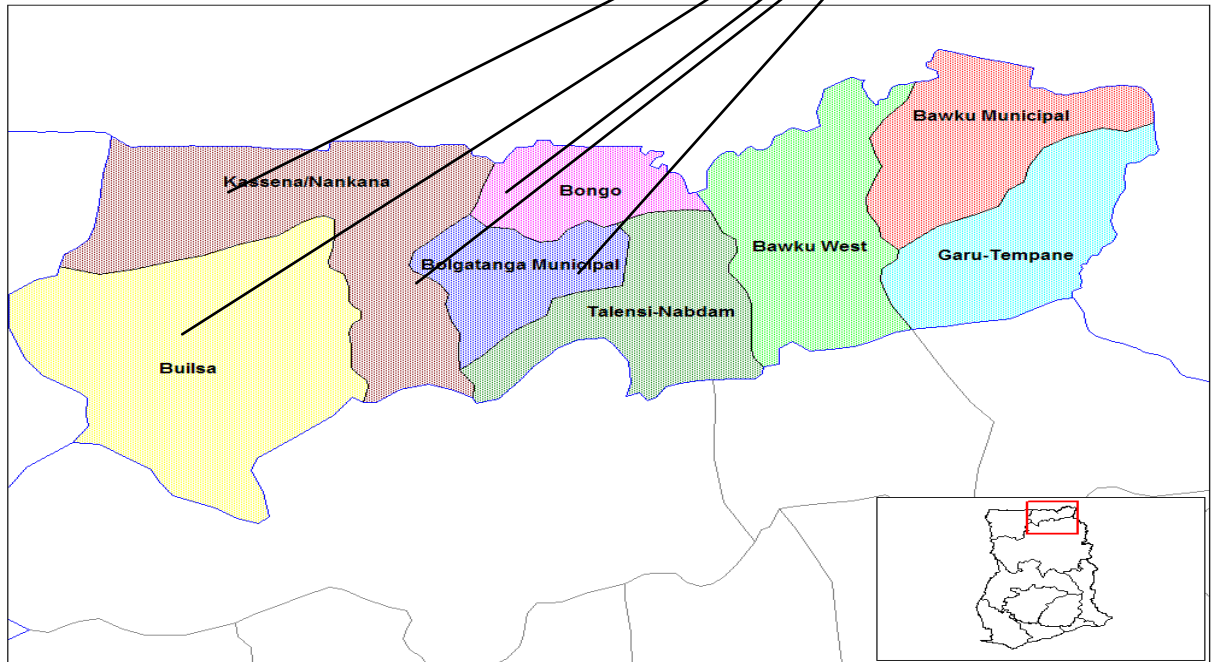 Bawku Municipal
Kassena/Nankana
Bongo
Bawku West
Garu-Tempane
Bolgatanga Municipal
Talensi-Nabdam
Builsa